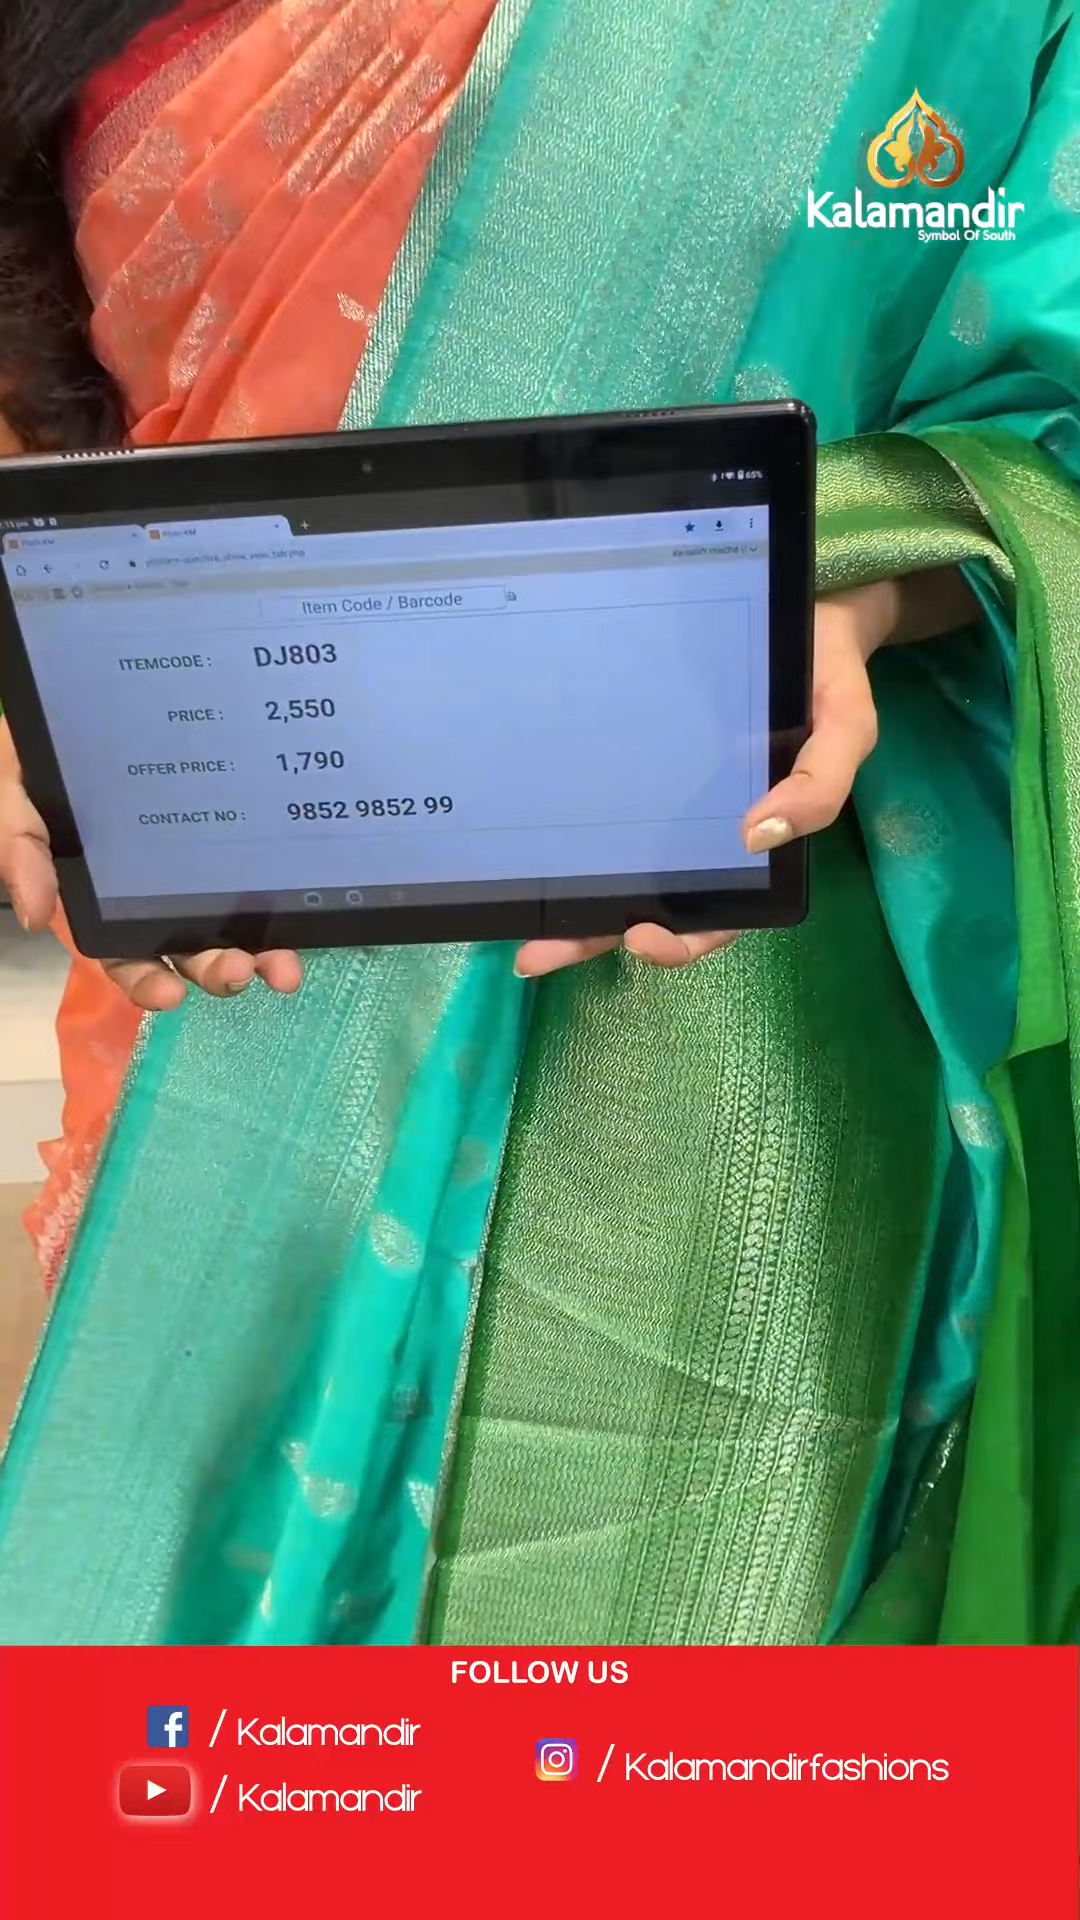 Kalamandir
Symbol Of South
65%
Item Code / Barcode
ITEMCODE : DJ803
PRICE : 2,550
OFFER PRICE : 1,790
CONTACT NO : 9852 9852 99
FOLLOW US
/ Kalamandir
/ Kalamandir
/ Kalamandirfashions